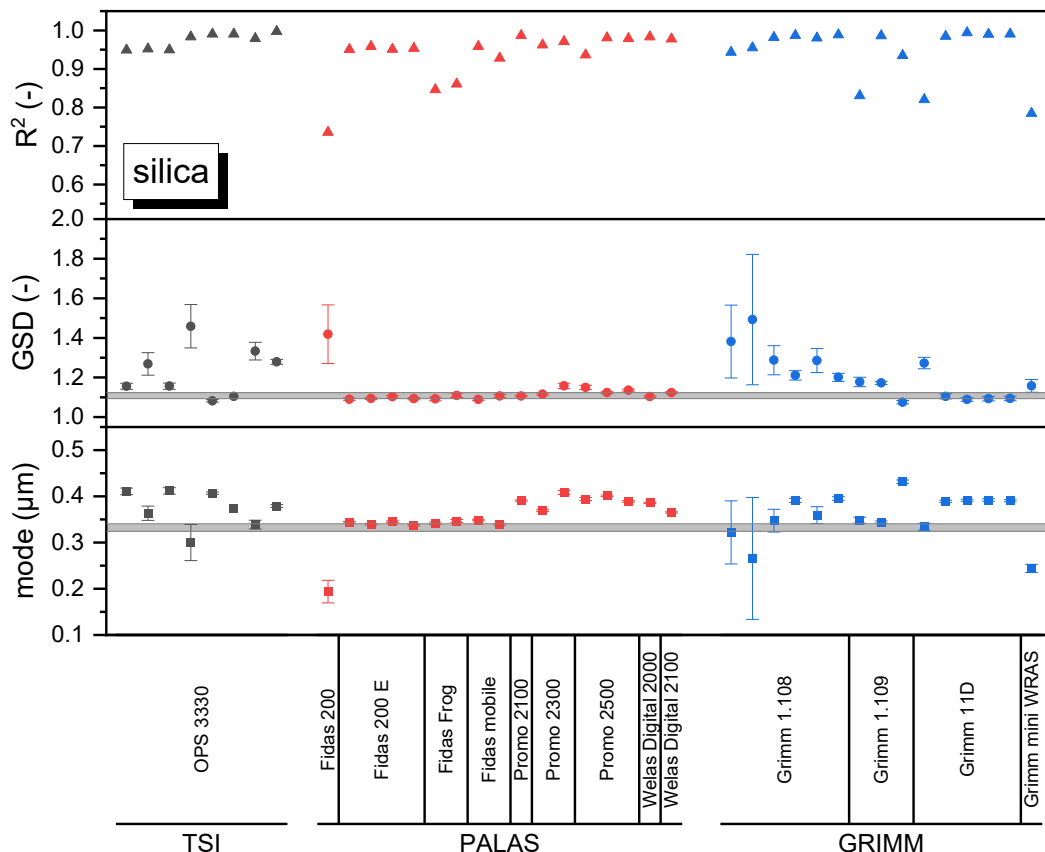 1.0
0.9
0.8
0.7
0.6
R² (-)
silica
2.0
1.8
1.6
1.4
1.2
1.0
GSD (-)
0.5
0.4
0.3
0.2
0.1
mode (μm)
OPS 3330
Fidas 200
Fidas 200 E
Fidas Frog
Fidas mobile
Promo 2100
Promo 2300
Promo 2500
Welas Digital 2000
Welas Digital 2100
Grimm 1.108
Grimm 1.109
Grimm 11D
Grimm mini WRAS
TSI
PALAS
GRIMM